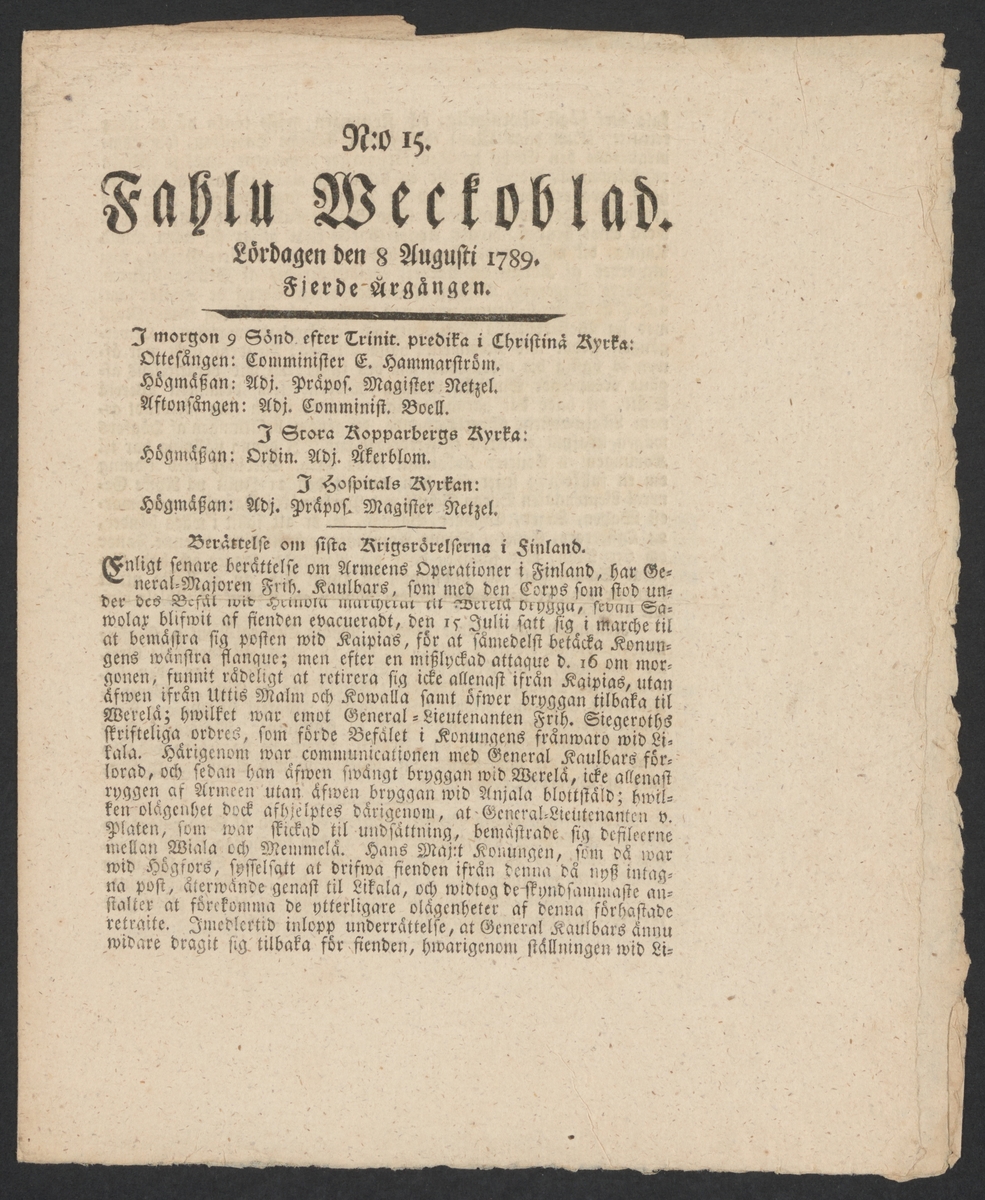 N:o 15.
Fahlu Weckoblad.
Lördagen den 8 Augusti 1789.
Fjerde Årgången.
I morgon 9 Sönd. efter Trinit. predika i Christinä Kyrka:
Ottesången: Comminister E. Hammarström.
Högmäßan: Adj. Präpos. Magister Netzel.
Aftonsången: Adj. Comminist. Boell.
I Stora Kopparbergs Kyrka:
Högmäßan: Ordin. Adj. Åkerblom.
I Hospitals Kyrkan:
Högmäßan: Adj. Präpos. Magister Netzel.
Berättelse om sista Krigsrörelserna i Finland.
Enligt senare berättelse om Armeens Operationer i Finland, har Ge-
neral-Majoren Frih. Kaulbars, som med den Corps som stod un-
der des Befäl wid Heinola marcherat til Werelä brygga, sedan Sa-
wolax blifwit af fienden evacueradt, den 15 Julii satt sig i marche til
at bemästra sig posten wid Kaipias, för at såmedelst betäcka Konun-
gens wänstra flanque; men efter en mißlyckad attaque d. 16 om mor-
gonen, funnit rådeligt at retirera sig icke allenast ifrån Kaipias, utan
äfwen ifrån Uttis Malm och Kowalla samt öfwer bryggan tilbaka til
Werelä; hwilket war emot General-Lieutenanten Frih. Siegeroths
skrifteliga ordres, som förde Befälet i Konungens frånwaro wid Li-
kala. Härigenom war communicationen med General Kaulbars för-
lorad, och sedan han äfwen swängt bryggan wid Werelä, icke allenast
ryggen af Armeen utan äfwen bryggan wid Anjala blottstäld; hwil-
ken olägenhet dock afhjelptes därigenom, at General-Lieutenanten v.
Platen, som war skickad til undsättning, bemästrade sig defileerne
mellan Wiala och Memmelä. Hans Maj:t Konungen, som då war
wid Högfors, sysselsatt at drifwa fienden ifrån denna då nyß intag-
na post, återwände genast til Likala, och widtog de skyndsammaste an-
stalter at förekomma de ytterligare olägenheter af denna förhastade
retraite. Imedlertid inlopp underrättelse, at General Kaulbars ännu
widare dragit sig tilbaka för fienden, hwarigenom ställningen wid Li-